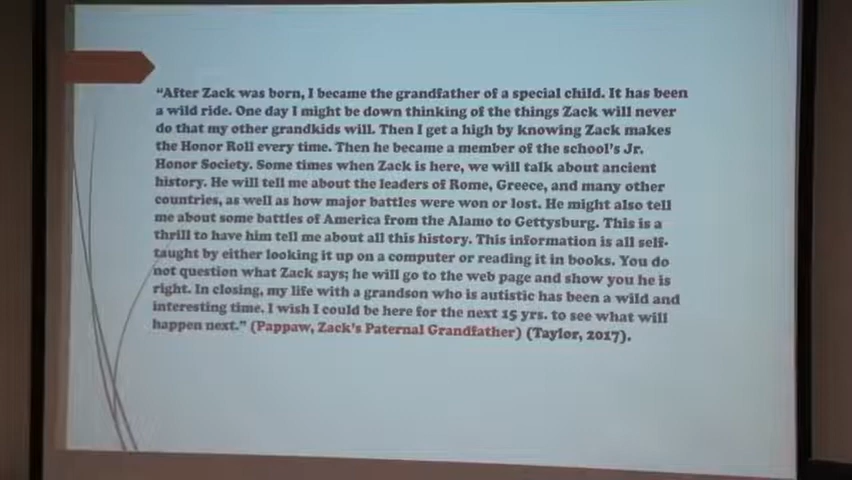 “After Zack was born, I became the grandfather of a special child. It has been
a wild ride. One day I might be down thinking of the things Zack will never
do that my other grandkids will. Then I get a high by knowing Zack makes
the Honor Roll every time. Then he became a member of the school’s Jr.
Honor Society. Some times when Zack is here, we will talk about ancient
history. He will tell me about the leaders of Rome, Greece, and many other
countries, as well as how major battles were won or lost. He might also tell
me about some battles of America from the Alamo to Gettysburg. This is a
thrill to have him tell me about all this history. This information is all self-
taught by either looking it up on a computer or reading it in books. You do
not question what Zack says; he will go to the web page and show you he is
right. In closing, my life with a grandson who is autistic has been a wild and
interesting time. I wish I could be here for the next 15 yrs. to see what will
happen next.” (Pappaw, Zack’s Paternal Grandfather) (Taylor, 2017).